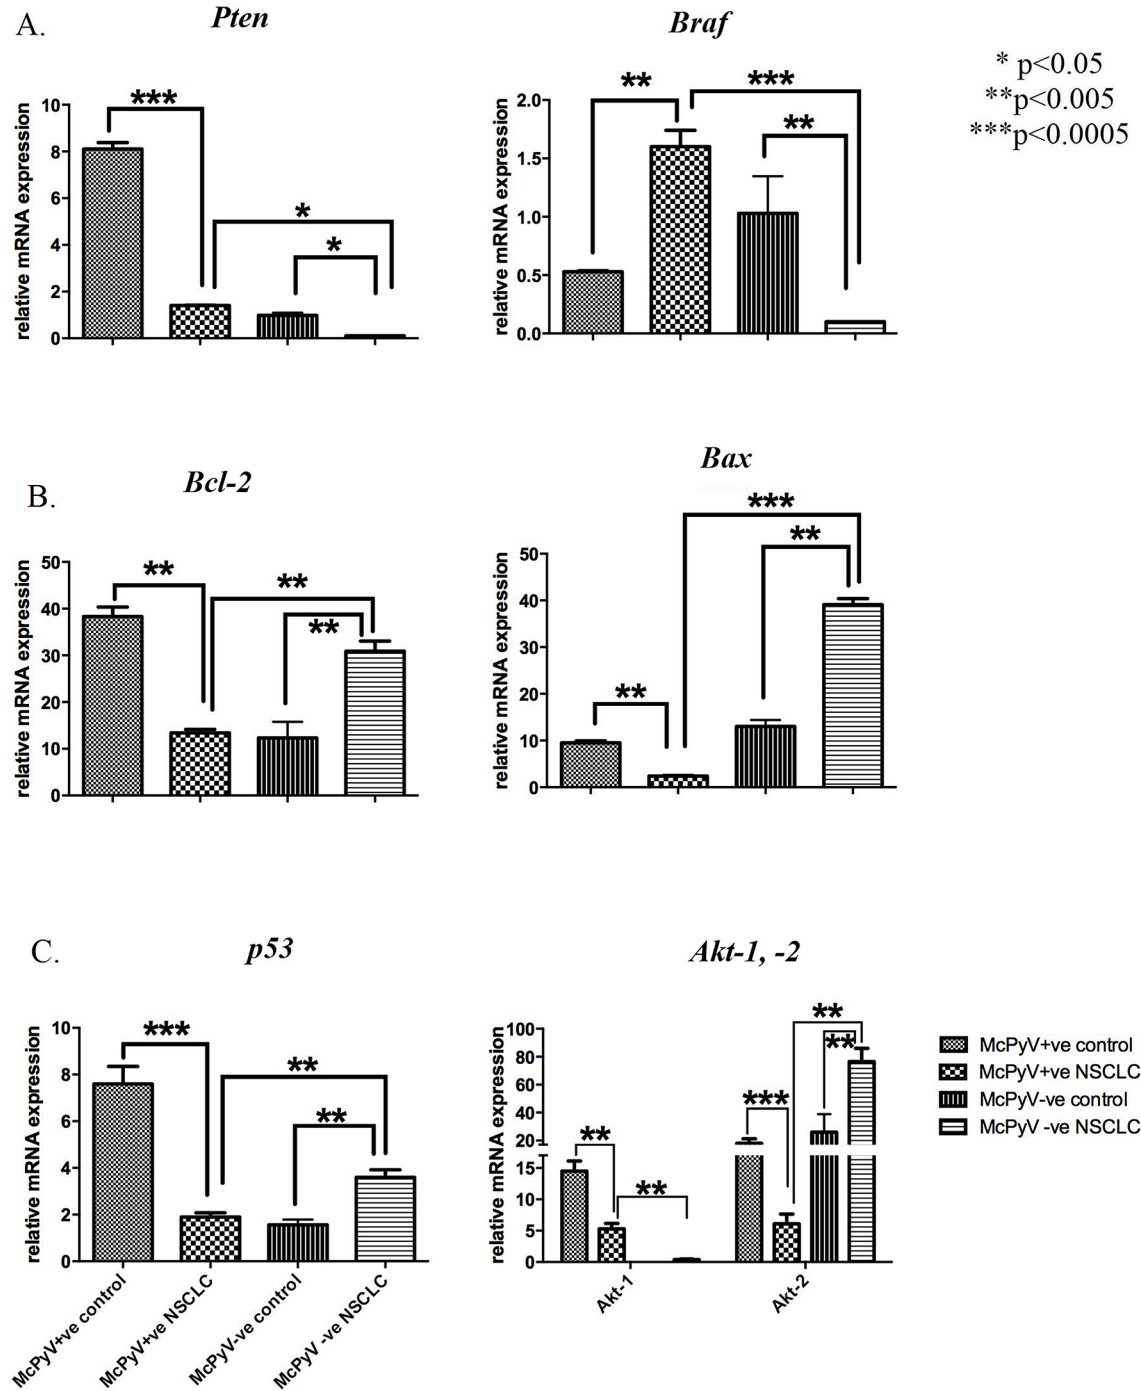 A.
Pten
Braf
* p<0.05
**p<0.005
***p<0.0005
relative mRNA expression
10
8
6
4
2
0
***
*
*
relative mRNA expression
2.0
1.5
1.0
0.5
0.0
**
***
**
B.
Bcl-2
Bax
relative mRNA expression
50
40
30
20
10
0
**
**
**
relative mRNA expression
50
40
30
20
10
0
***
**
**
C.
p53
Akt-1, -2
relative mRNA expression
10
8
6
4
2
0
***
**
**
McPyV+ve control
McPyV+ve NSCLC
McPyV-ve control
McPyV -ve NSCLC
relative mRNA expression
100
80
60
40
20
15
10
5
0
**
**
***
**
**
Akt-1
Akt-2
McPyV+ve control
McPyV+ve NSCLC
McPyV-ve control
McPyV -ve NSCLC